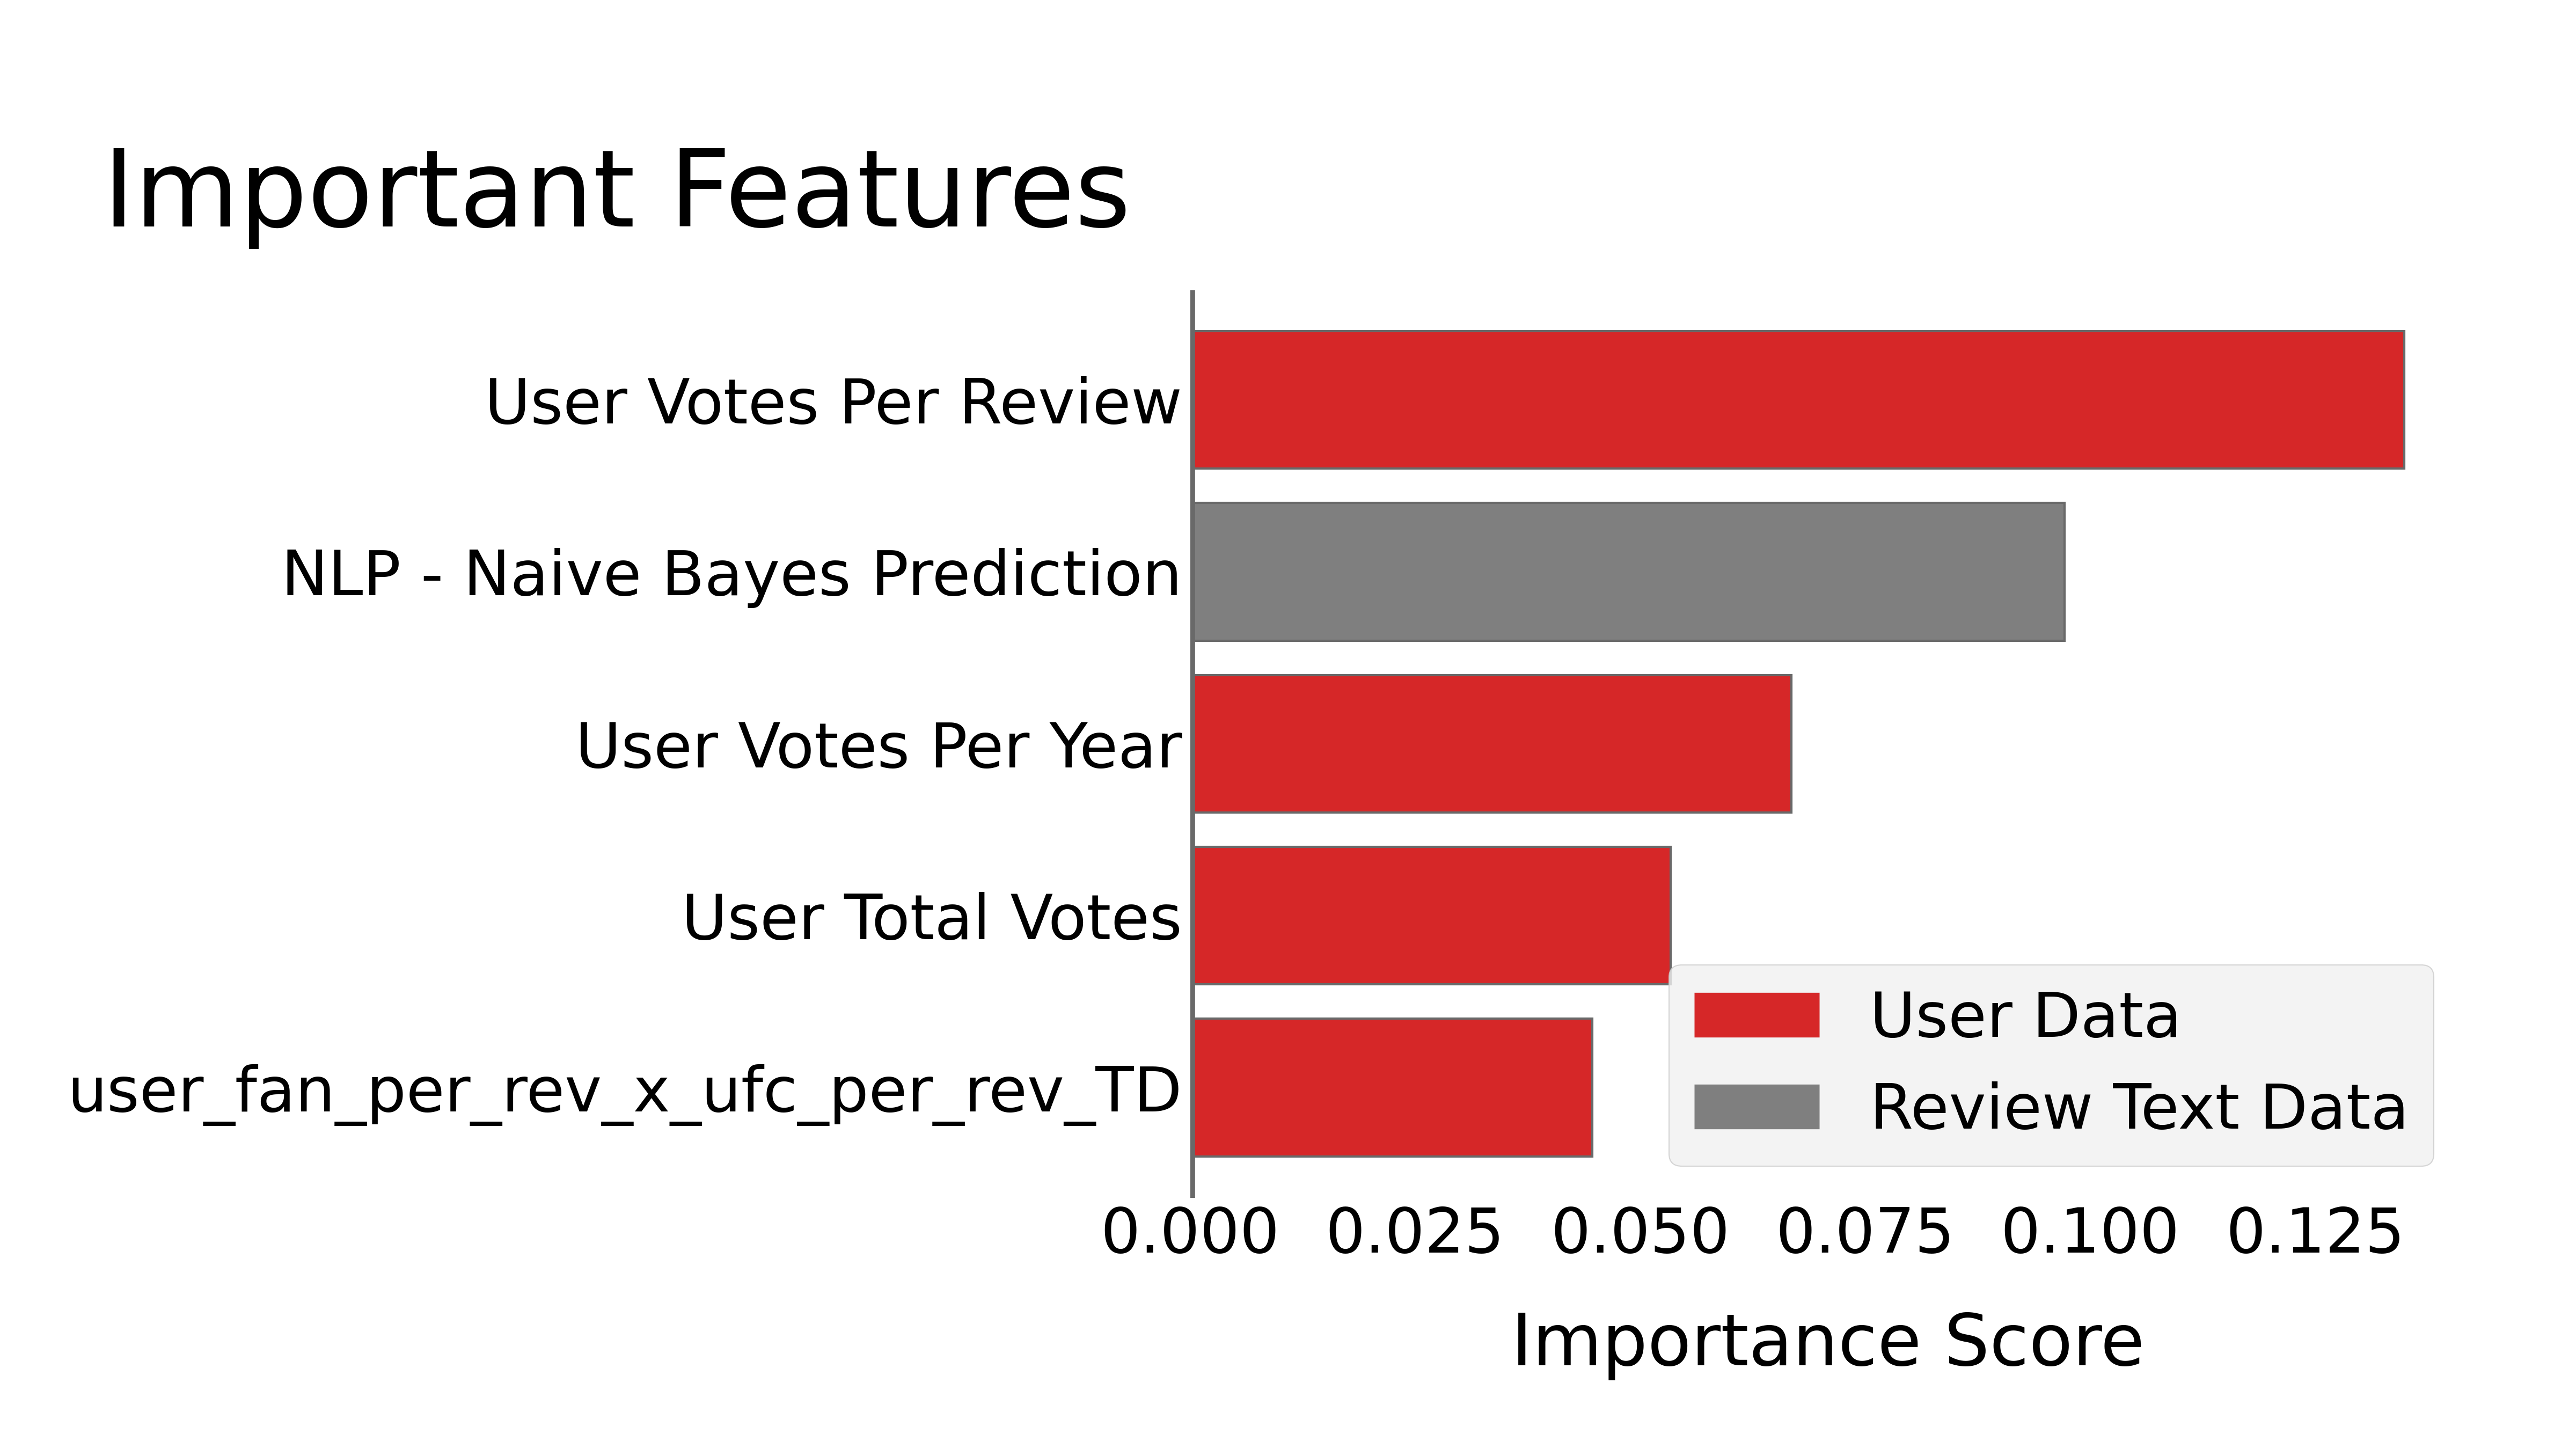 Important Features
User Votes Per Review
NLP - Naive Bayes Prediction
User Votes Per Year
User Total Votes
user_fan_per_rev_x_ufc_per_rev_TD
User Data
Review Text Data
0.000 0.025 0.050 0.075 0.100 0.125
Importance Score